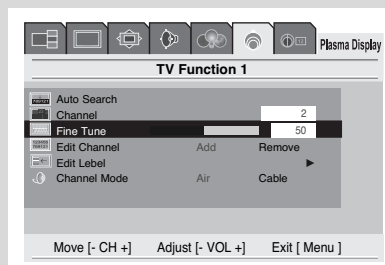 Plasma Display
TV Function 1
Auto Search
Channel 2
Fine Tune 50
Edit Channel Add Remove
Edit Lebel
Channel Mode Air Cable
Move [- CH +] Adjust [- VOL +] Exit [ Menu ]